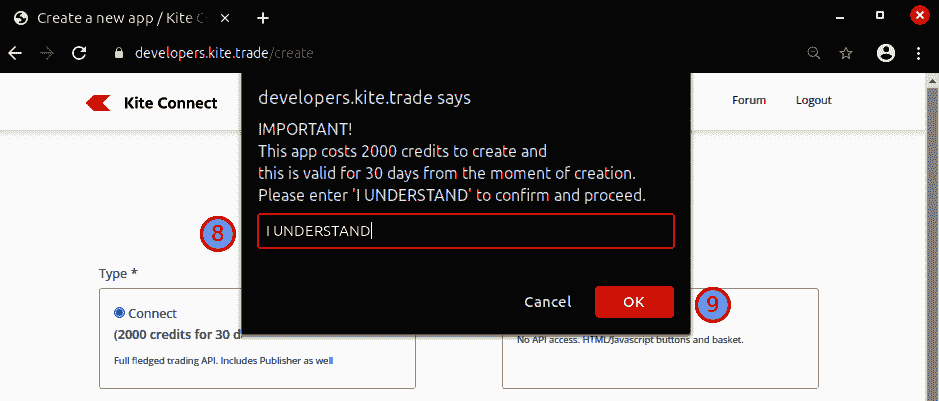 Create a new app / Kite C
developers.kite.trade/create
Kite Connect
Forum
Logout
developers.kite.trade says
IMPORTANT!
This app costs 2000 credits to create and
this is valid for 30 days from the moment of creation.
Please enter 'I UNDERSTAND' to confirm and proceed.
8
I UNDERSTAND
Cancel
OK
9
Type *
Connect
(2000 credits for 30 d
Full fledged trading API. Includes Publisher as well
No API access. HTML/Javascript buttons and basket.